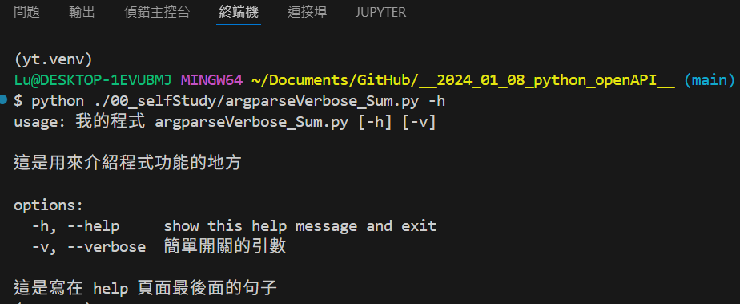 問題 輸出 偵錯主控台 終端機 連接埠 JUPYTER
(yt.venv)
Lu@DESKTOP-1EVUBMJ MINGW64 ~/Documents/GitHub/__2024_01_08_python_openAPI__ (main)
$ python ./00_selfStudy/argparseVerbose_Sum.py -h
usage: 我的程式 argparseVerbose_Sum.py [-h] [-v]
這是用來介紹程式功能的地方
options:
-h, --help show this help message and exit
-v, --verbose 簡單開關的引數
這是寫在 help 頁面最後面的句子